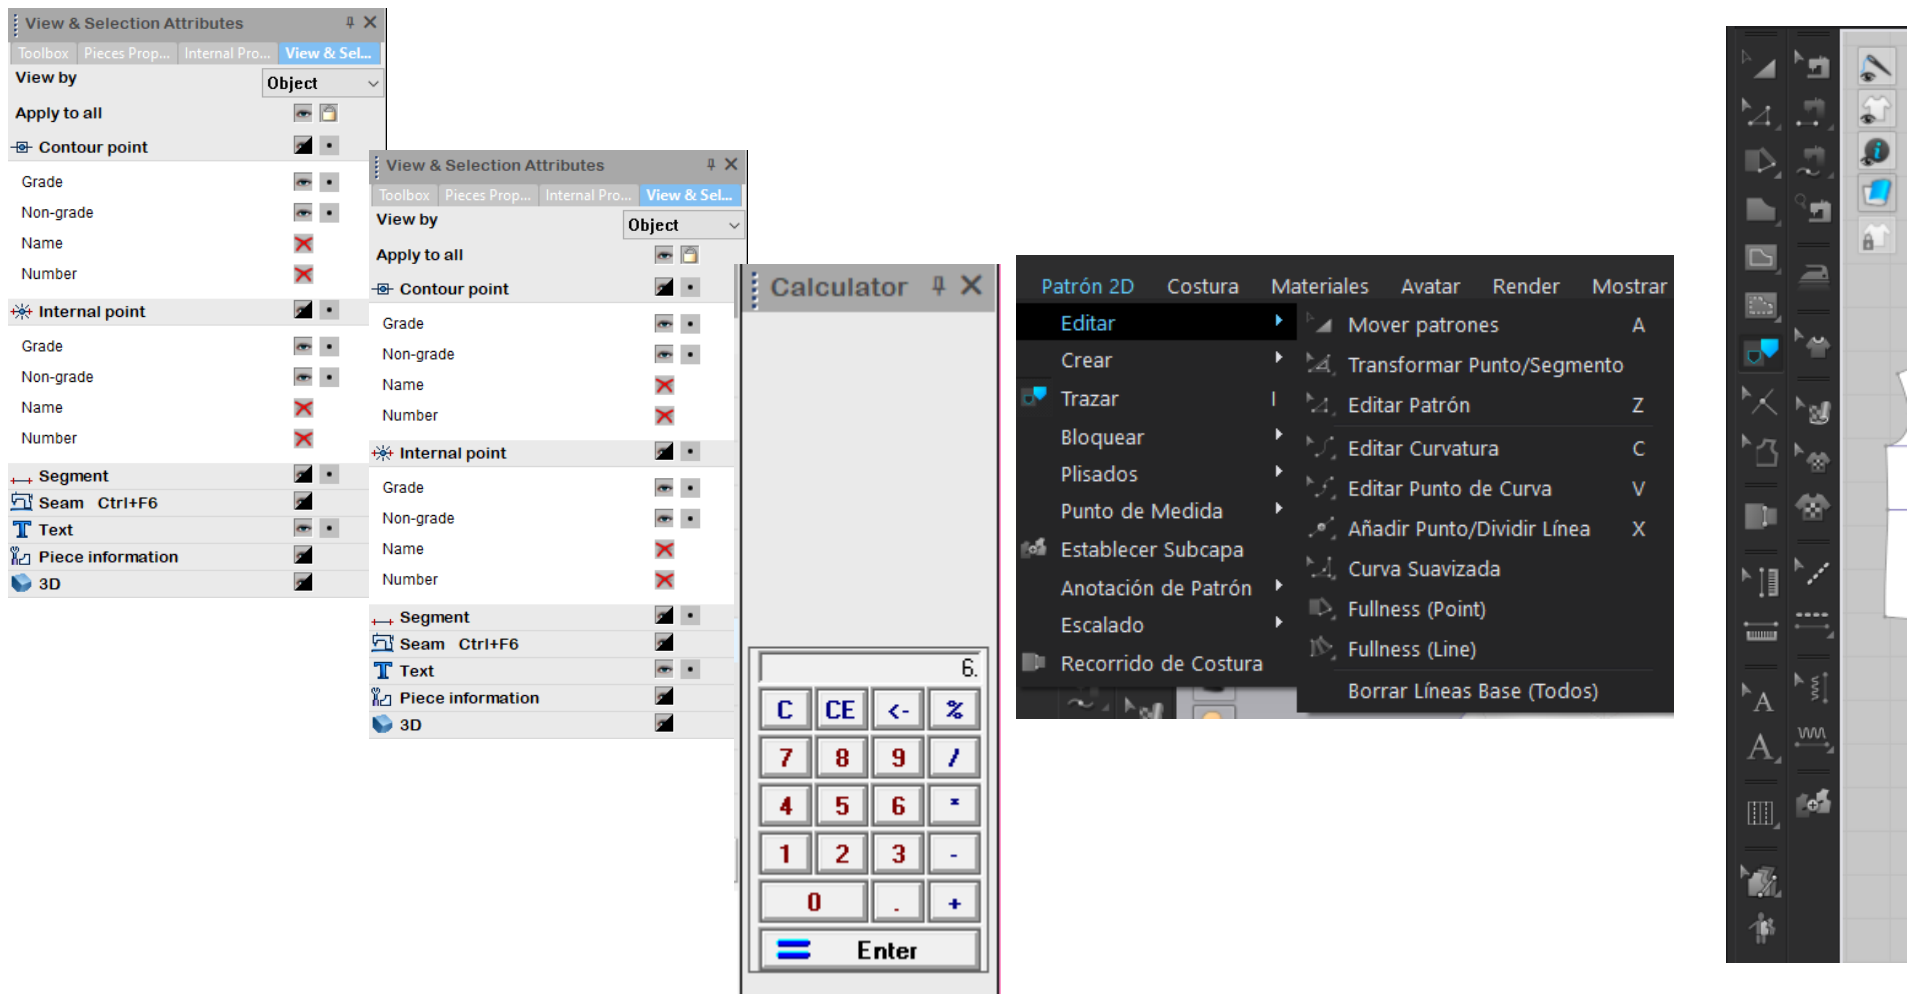 View & Selection Attributes
Toolbox Pieces Prop... Internal Pro... View & Sel...
View by Object
Apply to all
Contour point
Grade
Non-grade
Name
Number
Internal point
Grade
Non-grade
Name
Number
Segment
Seam Ctrl+F6
Text
Piece information
3D
View & Selection Attributes
Toolbox Pieces Prop... Internal Pro... View & Sel...
View by Object
Apply to all
Contour point
Grade
Non-grade
Name
Number
Internal point
Grade
Non-grade
Name
Number
Segment
Seam Ctrl+F6
Text
Piece information
3D
Calculator
6.
C CE <- %
7 8 9 /
4 5 6 *
1 2 3 -
0 . +
= Enter
Patrón 2D Costura Materiales Avatar Render Mostrar
Editar
Crear
Trazar I
Bloquear
Plisados
Punto de Medida
Establecer Subcapa
Anotación de Patrón
Escalado
Recorrido de Costura
Mover patrones A
Transformar Punto/Segmento
Editar Patrón Z
Editar Curvatura C
Editar Punto de Curva V
Añadir Punto/Dividir Línea X
Curva Suavizada
Fullness (Point)
Fullness (Line)
Borrar Líneas Base (Todos)
A
A